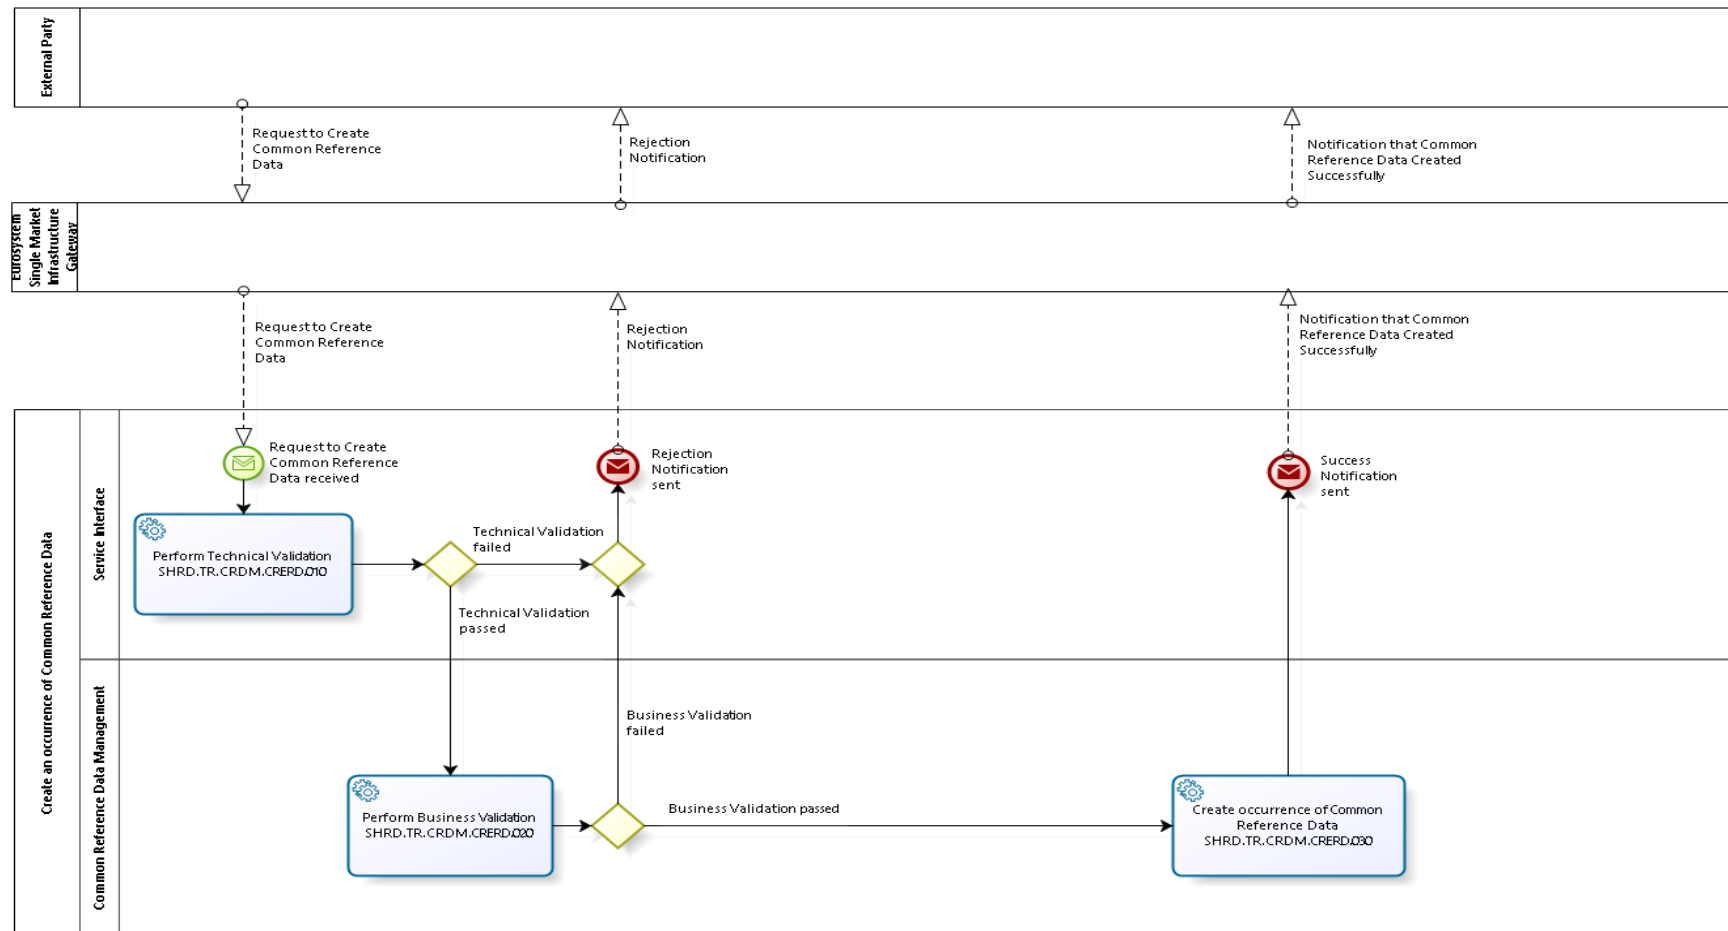 External Party
Request to Create
Common Reference
Data
Rejection
Notification
Notification that Common
Reference Data Created
Successfully
Eurosystem
Single Market
Infrastructure
Gateway
Request to Create
Common Reference
Data
Rejection
Notification
Notification that Common
Reference Data Created
Successfully
Create an occurrence of Common Reference Data
Service Interface
Request to Create
Common Reference
Data received
Rejection
Notification
sent
Success
Notification
sent
Perform Technical Validation
SHRD.TR.CRDM.CRERD.010
Technical Validation
failed
Technical Validation
passed
Common Reference Data Management
Business Validation
failed
Perform Business Validation
SHRD.TR.CRDM.CRERD.020
Business Validation passed
Create occurrence of Common
Reference Data
SHRD.TR.CRDM.CRERD.030